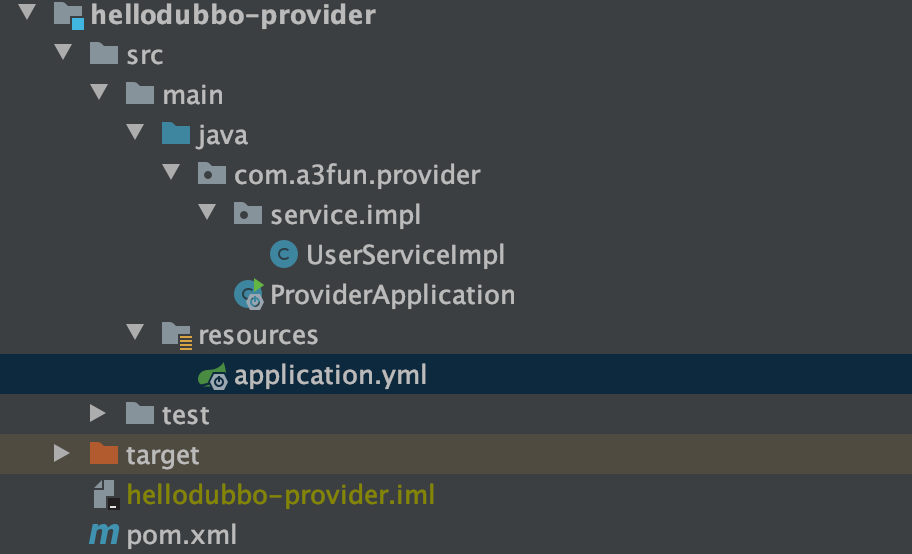 hellodubbo-provider
src
main
java
com.a3fun.provider
service.impl
UserServiceImpl
ProviderApplication
resources
application.yml
test
target
hellodubbo-provider.iml
pom.xml